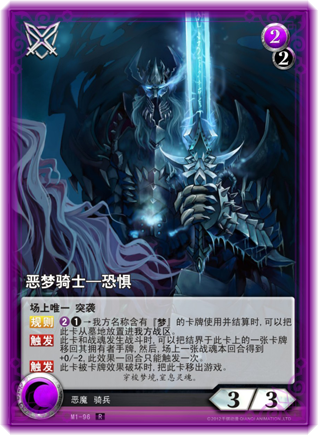 2
2
恶梦骑士—恐惧
场上唯一 突袭
规则 2 1 →我方名称含有『梦』的卡牌使用并结算时,可以把
此卡从墓地放置进我方战区。
触发 此卡和战魂发生战斗时,可以把结界于此卡上的一张卡牌
移回其拥有者手牌,然后,场上一张战魂本回合得到
+0/-2,此效果一回合只能触发一次。
触发 此卡被卡牌效果破坏时,把此卡移出游戏。
穿梭梦境,窒息灵魂。
3 / 3
恶魔 骑兵
M1-96 R